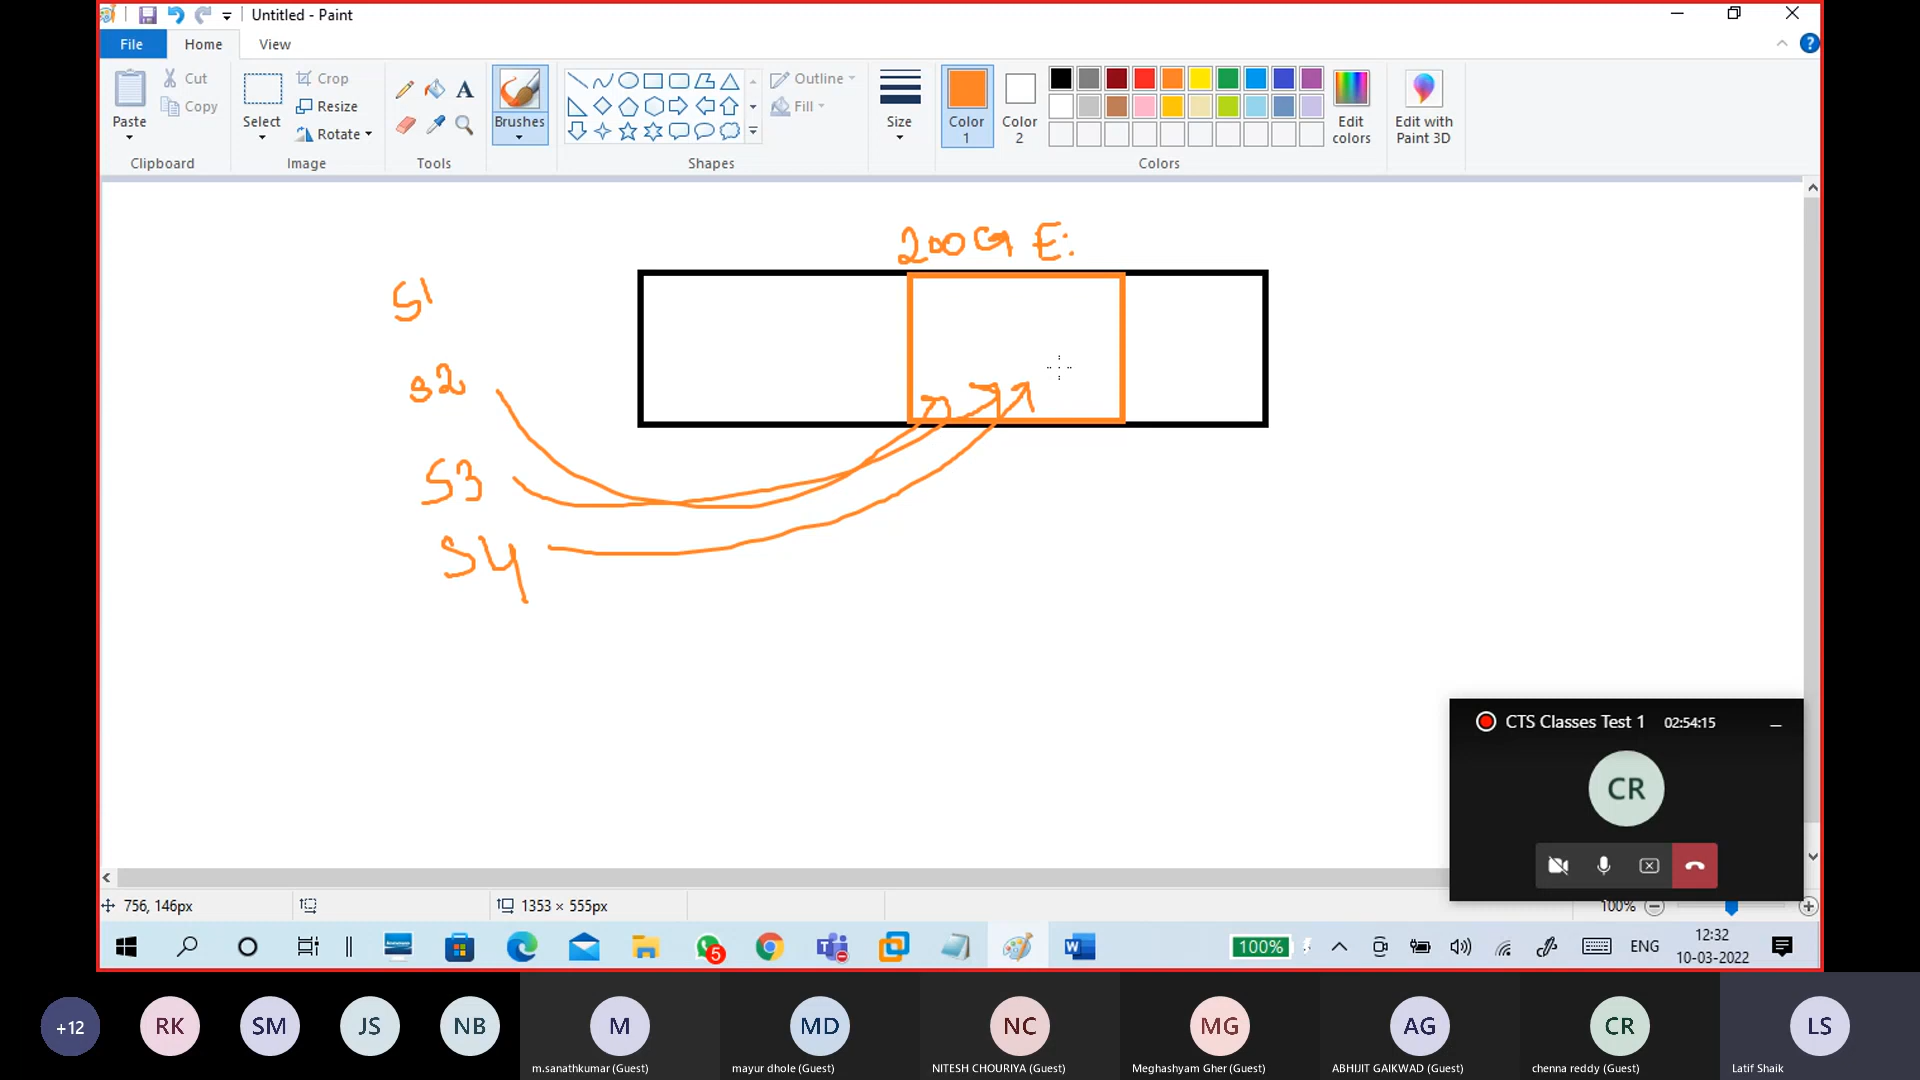 Untitled - Paint
File Home View
Paste
Cut
Copy
Clipboard
Select
Crop
Resize
Rotate
Image
Tools
Brushes
Shapes
Outline
Fill
Size
Color 1
Color 2
Edit colors
Colors
Edit with Paint 3D
200G E:
S1
S2
S3
S4
CTS Classes Test 1 02:54:15
CR
756, 146px
1353 × 555px
100%
5
100%
ENG
12:32
10-03-2022
+12
RK
SM
JS
NB
M
m.sanathkumar (Guest)
MD
mayur dhole (Guest)
NC
NITESH CHOURIYA (Guest)
MG
Meghashyam Gher (Guest)
AG
ABHIJIT GAIKWAD (Guest)
CR
chenna reddy (Guest)
LS
Latif Shaik